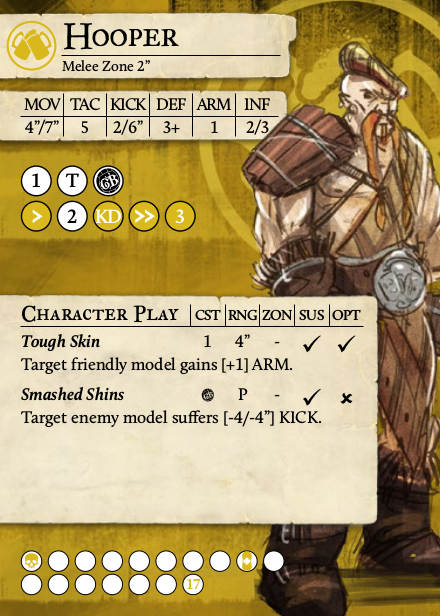 Hooper
Melee Zone 2”
MOV TAC KICK DEF ARM INF
4”/7” 5 2/6” 3+ 1 2/3
1 T GB
> 2 KD >> 3
Character Play CST RNG ZON SUS OPT
Tough Skin 1 4” - ✓ ✓
Target friendly model gains [+1] ARM.
Smashed Shins GB P - ✓ ×
Target enemy model suffers [-4/-4”] KICK.
17